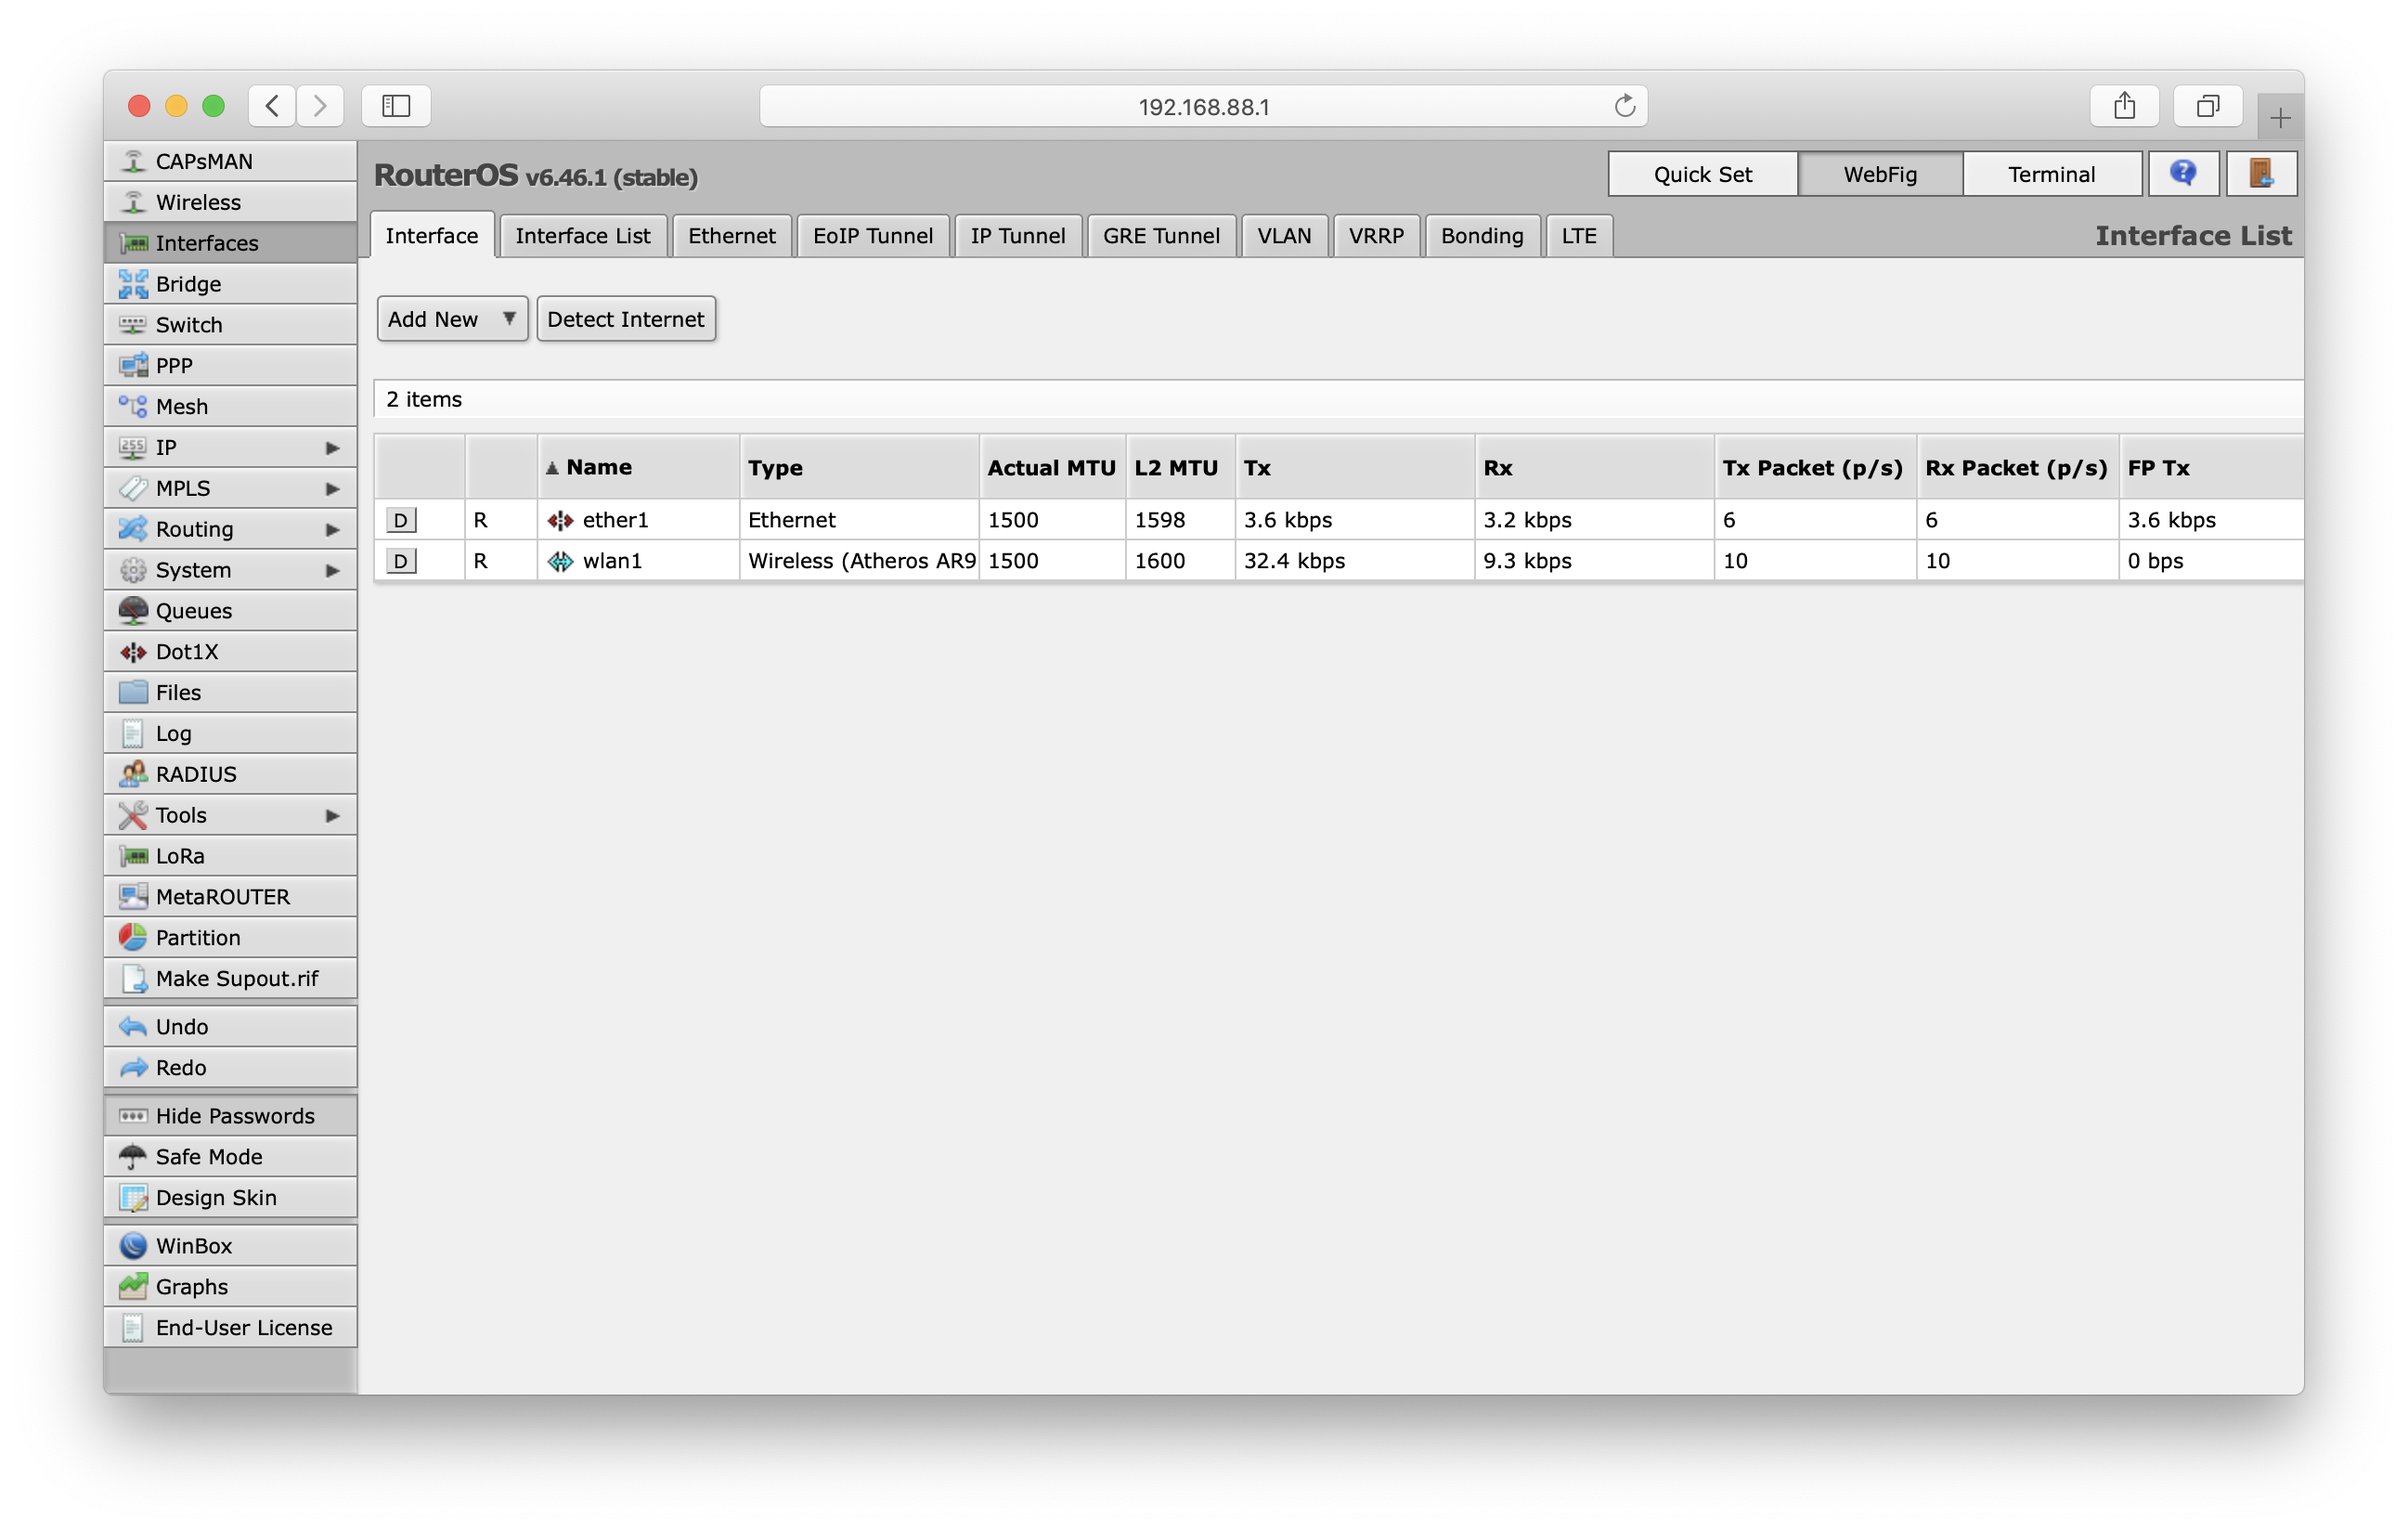 192.168.88.1
CAPsMAN
Wireless
Interfaces
Bridge
Switch
PPP
Mesh
IP
MPLS
Routing
System
Queues
Dot1X
Files
Log
RADIUS
Tools
LoRa
MetaROUTER
Partition
Make Supout.rif
Undo
Redo
Hide Passwords
Safe Mode
Design Skin
WinBox
Graphs
End-User License
RouterOS v6.46.1 (stable)
Quick Set WebFig Terminal
Interface Interface List Ethernet EoIP Tunnel IP Tunnel GRE Tunnel VLAN VRRP Bonding LTE Interface List
Add New Detect Internet
2 items
Name Type Actual MTU L2 MTU Tx Rx Tx Packet (p/s) Rx Packet (p/s) FP Tx
D R ether1 Ethernet 1500 1598 3.6 kbps 3.2 kbps 6 6 3.6 kbps
D R wlan1 Wireless (Atheros AR9 1500 1600 32.4 kbps 9.3 kbps 10 10 0 bps